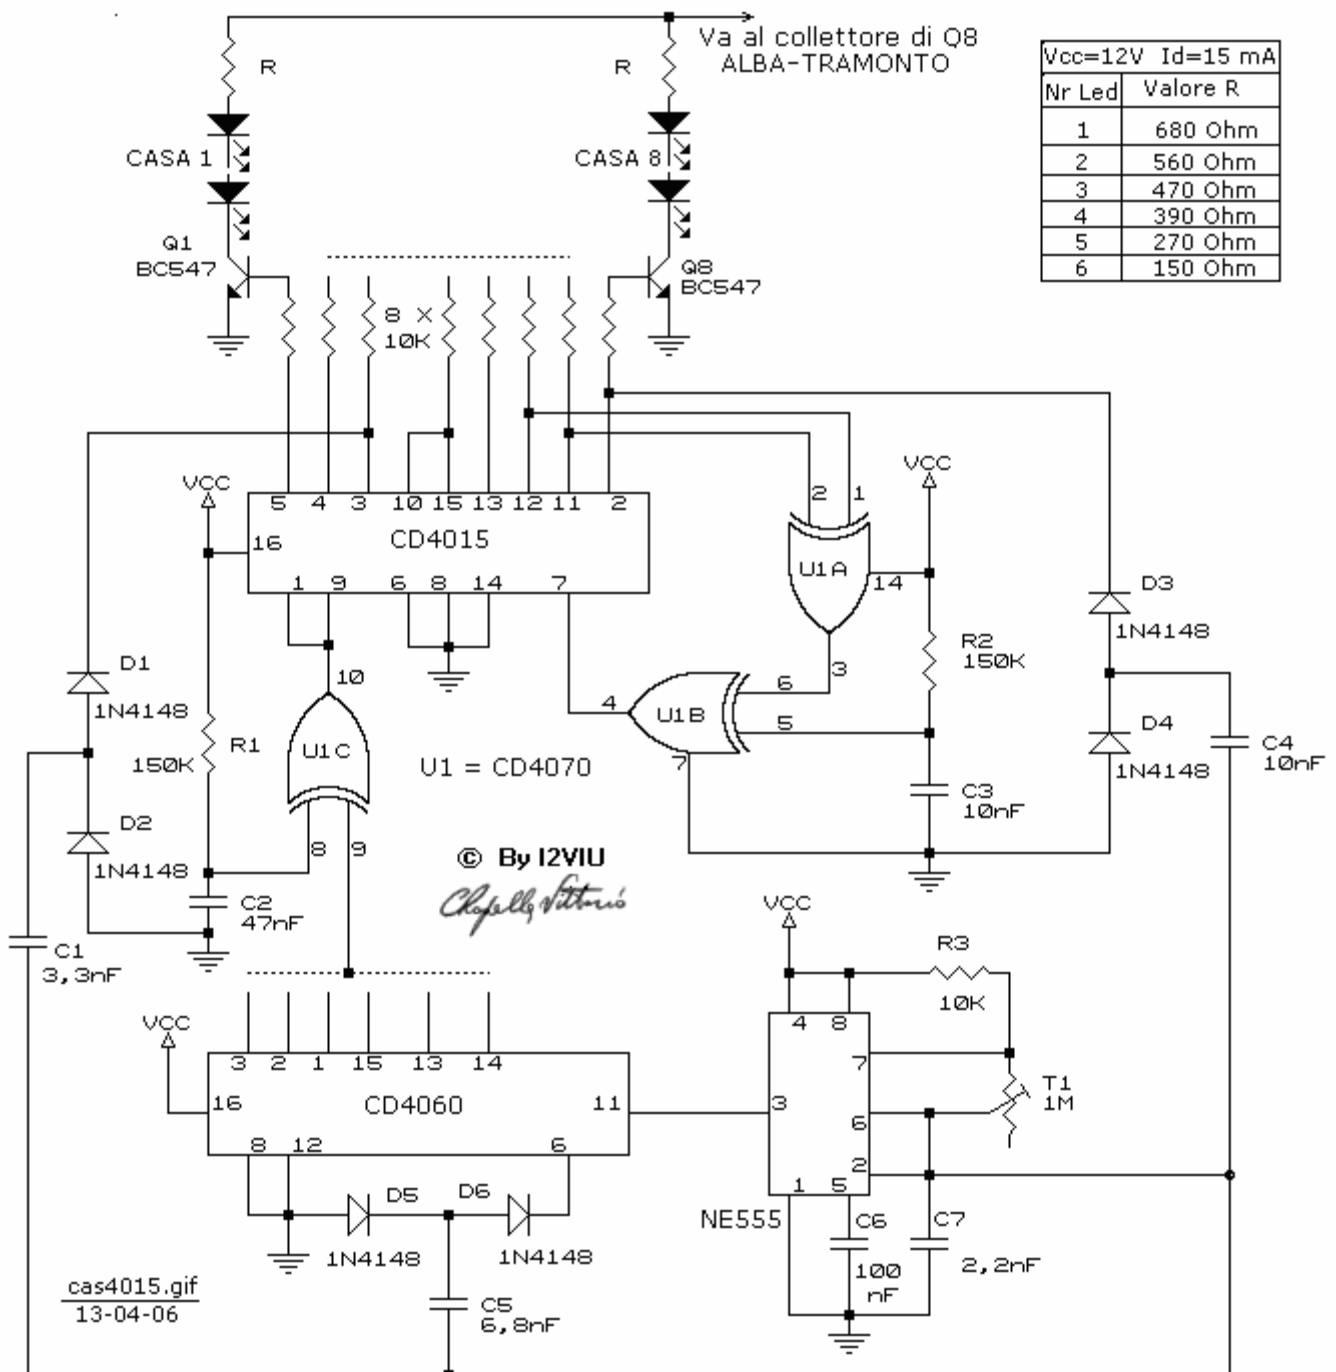 Va al collettore di Q8
ALBA-TRAMONTO
Vcc=12V Id=15 mA
Nr Led Valore R
1 680 Ohm
2 560 Ohm
3 470 Ohm
4 390 Ohm
5 270 Ohm
6 150 Ohm
R
R
CASA 1
CASA 8
Q1
BC547
Q8
BC547
8 X
10K
VCC
5 4 3 10 15 13 12 11 2
16
CD4015
1 9 6 8 14 7
VCC
2 1
U1A
14
3
R2
150K
D3
1N4148
D1
1N4148
10
U1C
8 9
R1
150K
6
5
4
U1B
7
U1 = CD4070
C3
10nF
D4
1N4148
C4
10nF
D2
1N4148
C2
47nF
C1
3,3nF
© By I2VIU
Chapelle Vittorio
VCC
R3
10K
4 8
7
3
6
2
1 5
NE555
T1
1M
VCC
3 2 1 15 13 14
16
CD4060
11
8 12 6
D5
1N4148
D6
1N4148
C6
100
nF
C7
2,2nF
C5
6,8nF
cas4015.gif
13-04-06